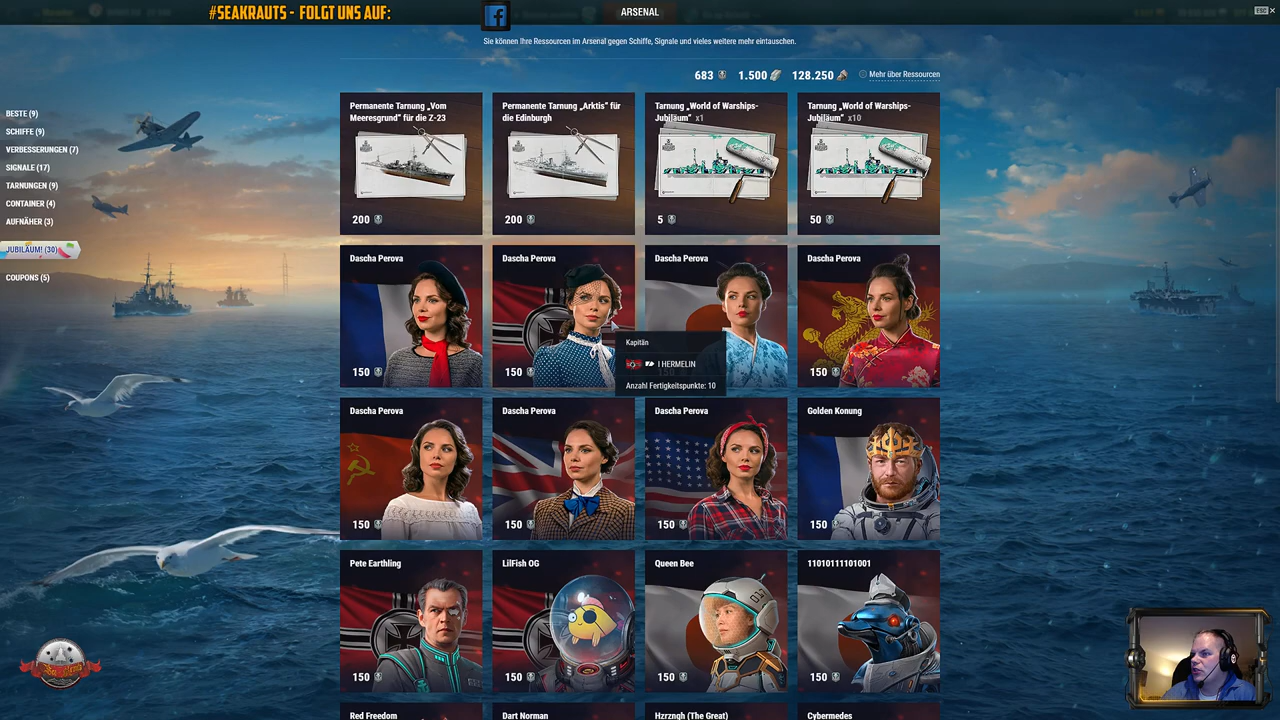 #SEAKRAUTS - FOLGT UNS AUF:
ARSENAL
ESC
Sie können Ihre Ressourcen im Arsenal gegen Schiffe, Signale und vieles weitere mehr eintauschen.
683 1.500 128.250 Mehr über Ressourcen
BESTE (9)
SCHIFFE (9)
VERBESSERUNGEN (7)
SIGNALE (17)
TARNUNGEN (9)
CONTAINER (4)
AUFNÄHER (3)
JUBILÄUM! (30)
COUPONS (5)
Permanente Tarnung „Vom
Meeresgrund“ für die Z-23
200
Permanente Tarnung „Arktis“ für
die Edinburgh
200
Tarnung „World of Warships-
Jubiläum“ x1
5
Tarnung „World of Warships-
Jubiläum“ x10
50
Dascha Perova
150
Dascha Perova
150
Dascha Perova
Dascha Perova
150
Kapitän
I HERMELIN
Anzahl Fertigkeitspunkte: 10
Dascha Perova
150
Dascha Perova
150
Dascha Perova
150
Golden Konung
150
Pete Earthling
150
LilFish OG
150
Queen Bee
150
11010111101001
150
Red Freedom
Dart Norman
Hzrzngh (The Great)
Cybermedes